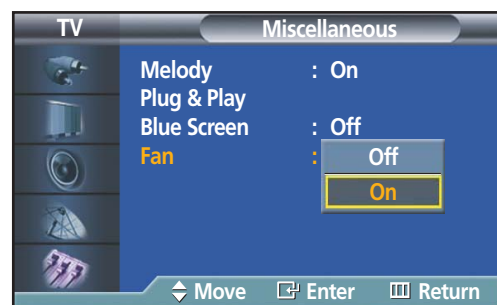 TV Miscellaneous
Melody : On
Plug & Play
Blue Screen : Off
Fan : Off
On
Move Enter Return